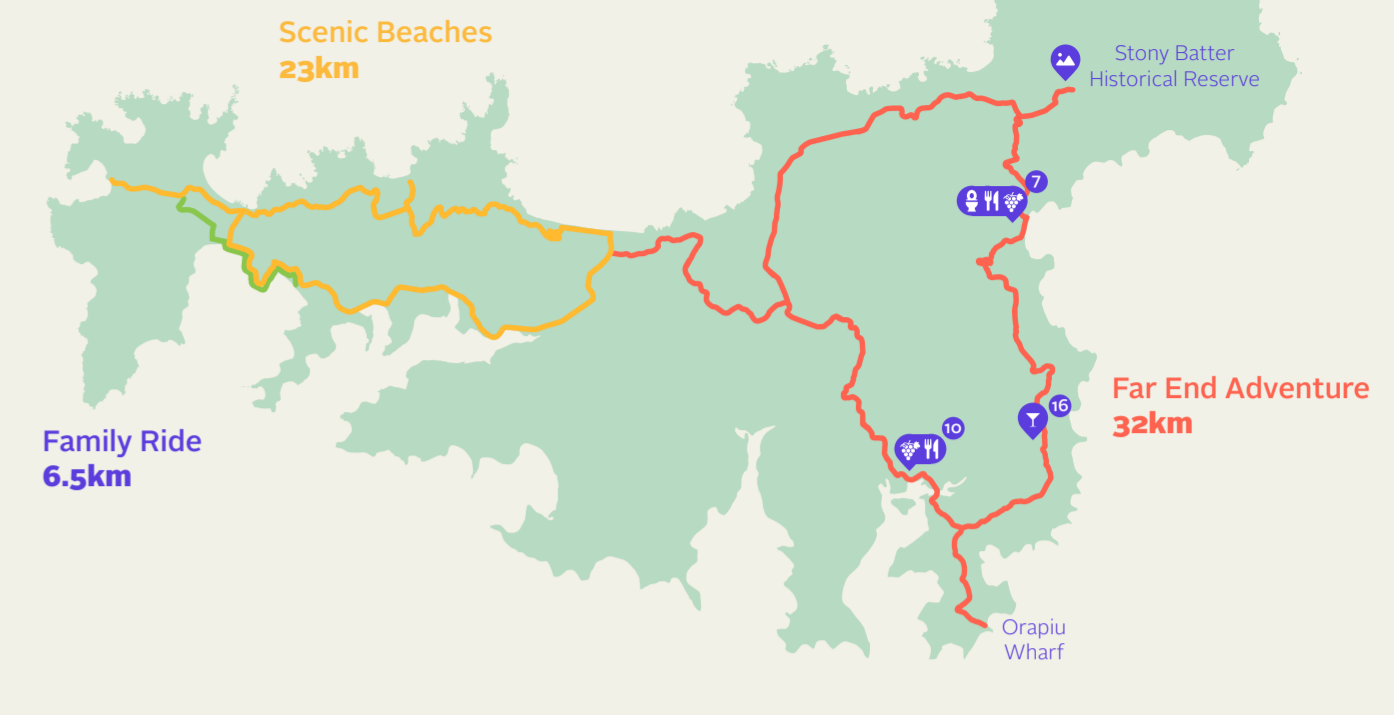 Scenic Beaches
23km
Stony Batter
Historical Reserve
7
Far End Adventure
32km
16
10
Family Ride
6.5km
Orapiu
Wharf